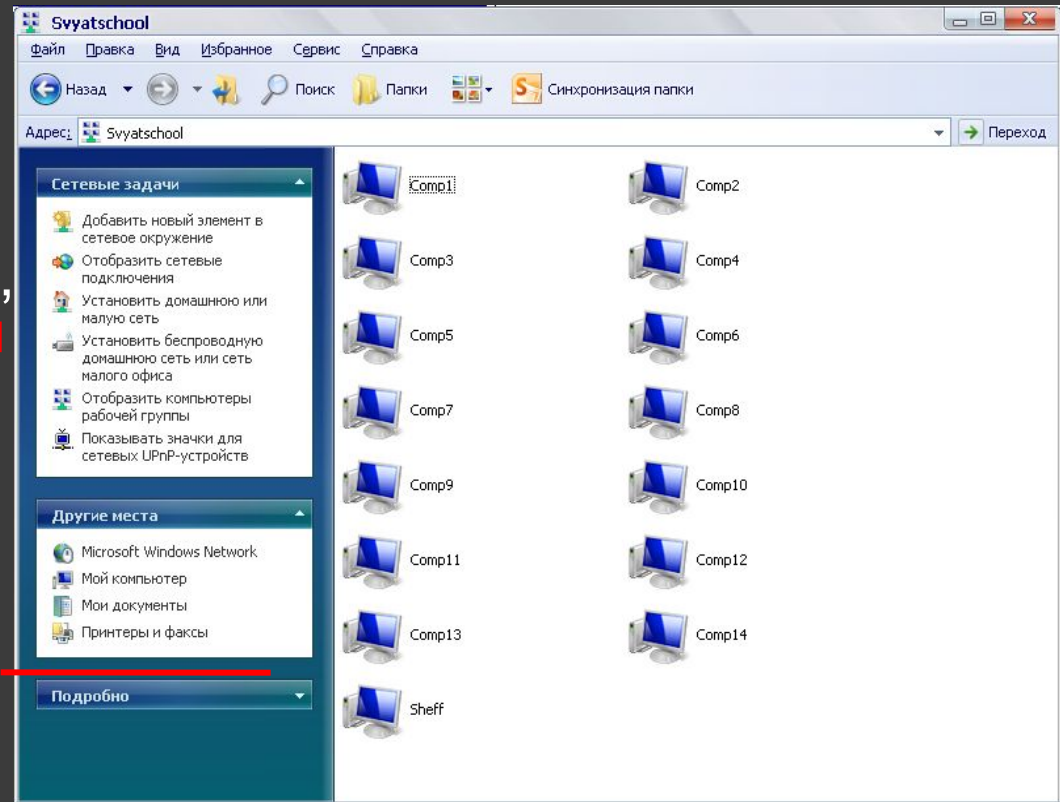 Svyatschool
Файл Правка Вид Избранное Сервис Справка
Назад Поиск Папки Синхронизация папки
Адрес: Svyatschool Переход
Сетевые задачи
Добавить новый элемент в
сетевое окружение
Отобразить сетевые
подключения
Установить домашнюю или
малую сеть
Установить беспроводную
домашнюю сеть или сеть
малого офиса
Отобразить компьютеры
рабочей группы
Показывать значки для
сетевых UPnP-устройств
Другие места
Microsoft Windows Network
Мой компьютер
Мои документы
Принтеры и факсы
Подробно
Comp1 Comp2
Comp3 Comp4
Comp5 Comp6
Comp7 Comp8
Comp9 Comp10
Comp11 Comp12
Comp13 Comp14
Sheff